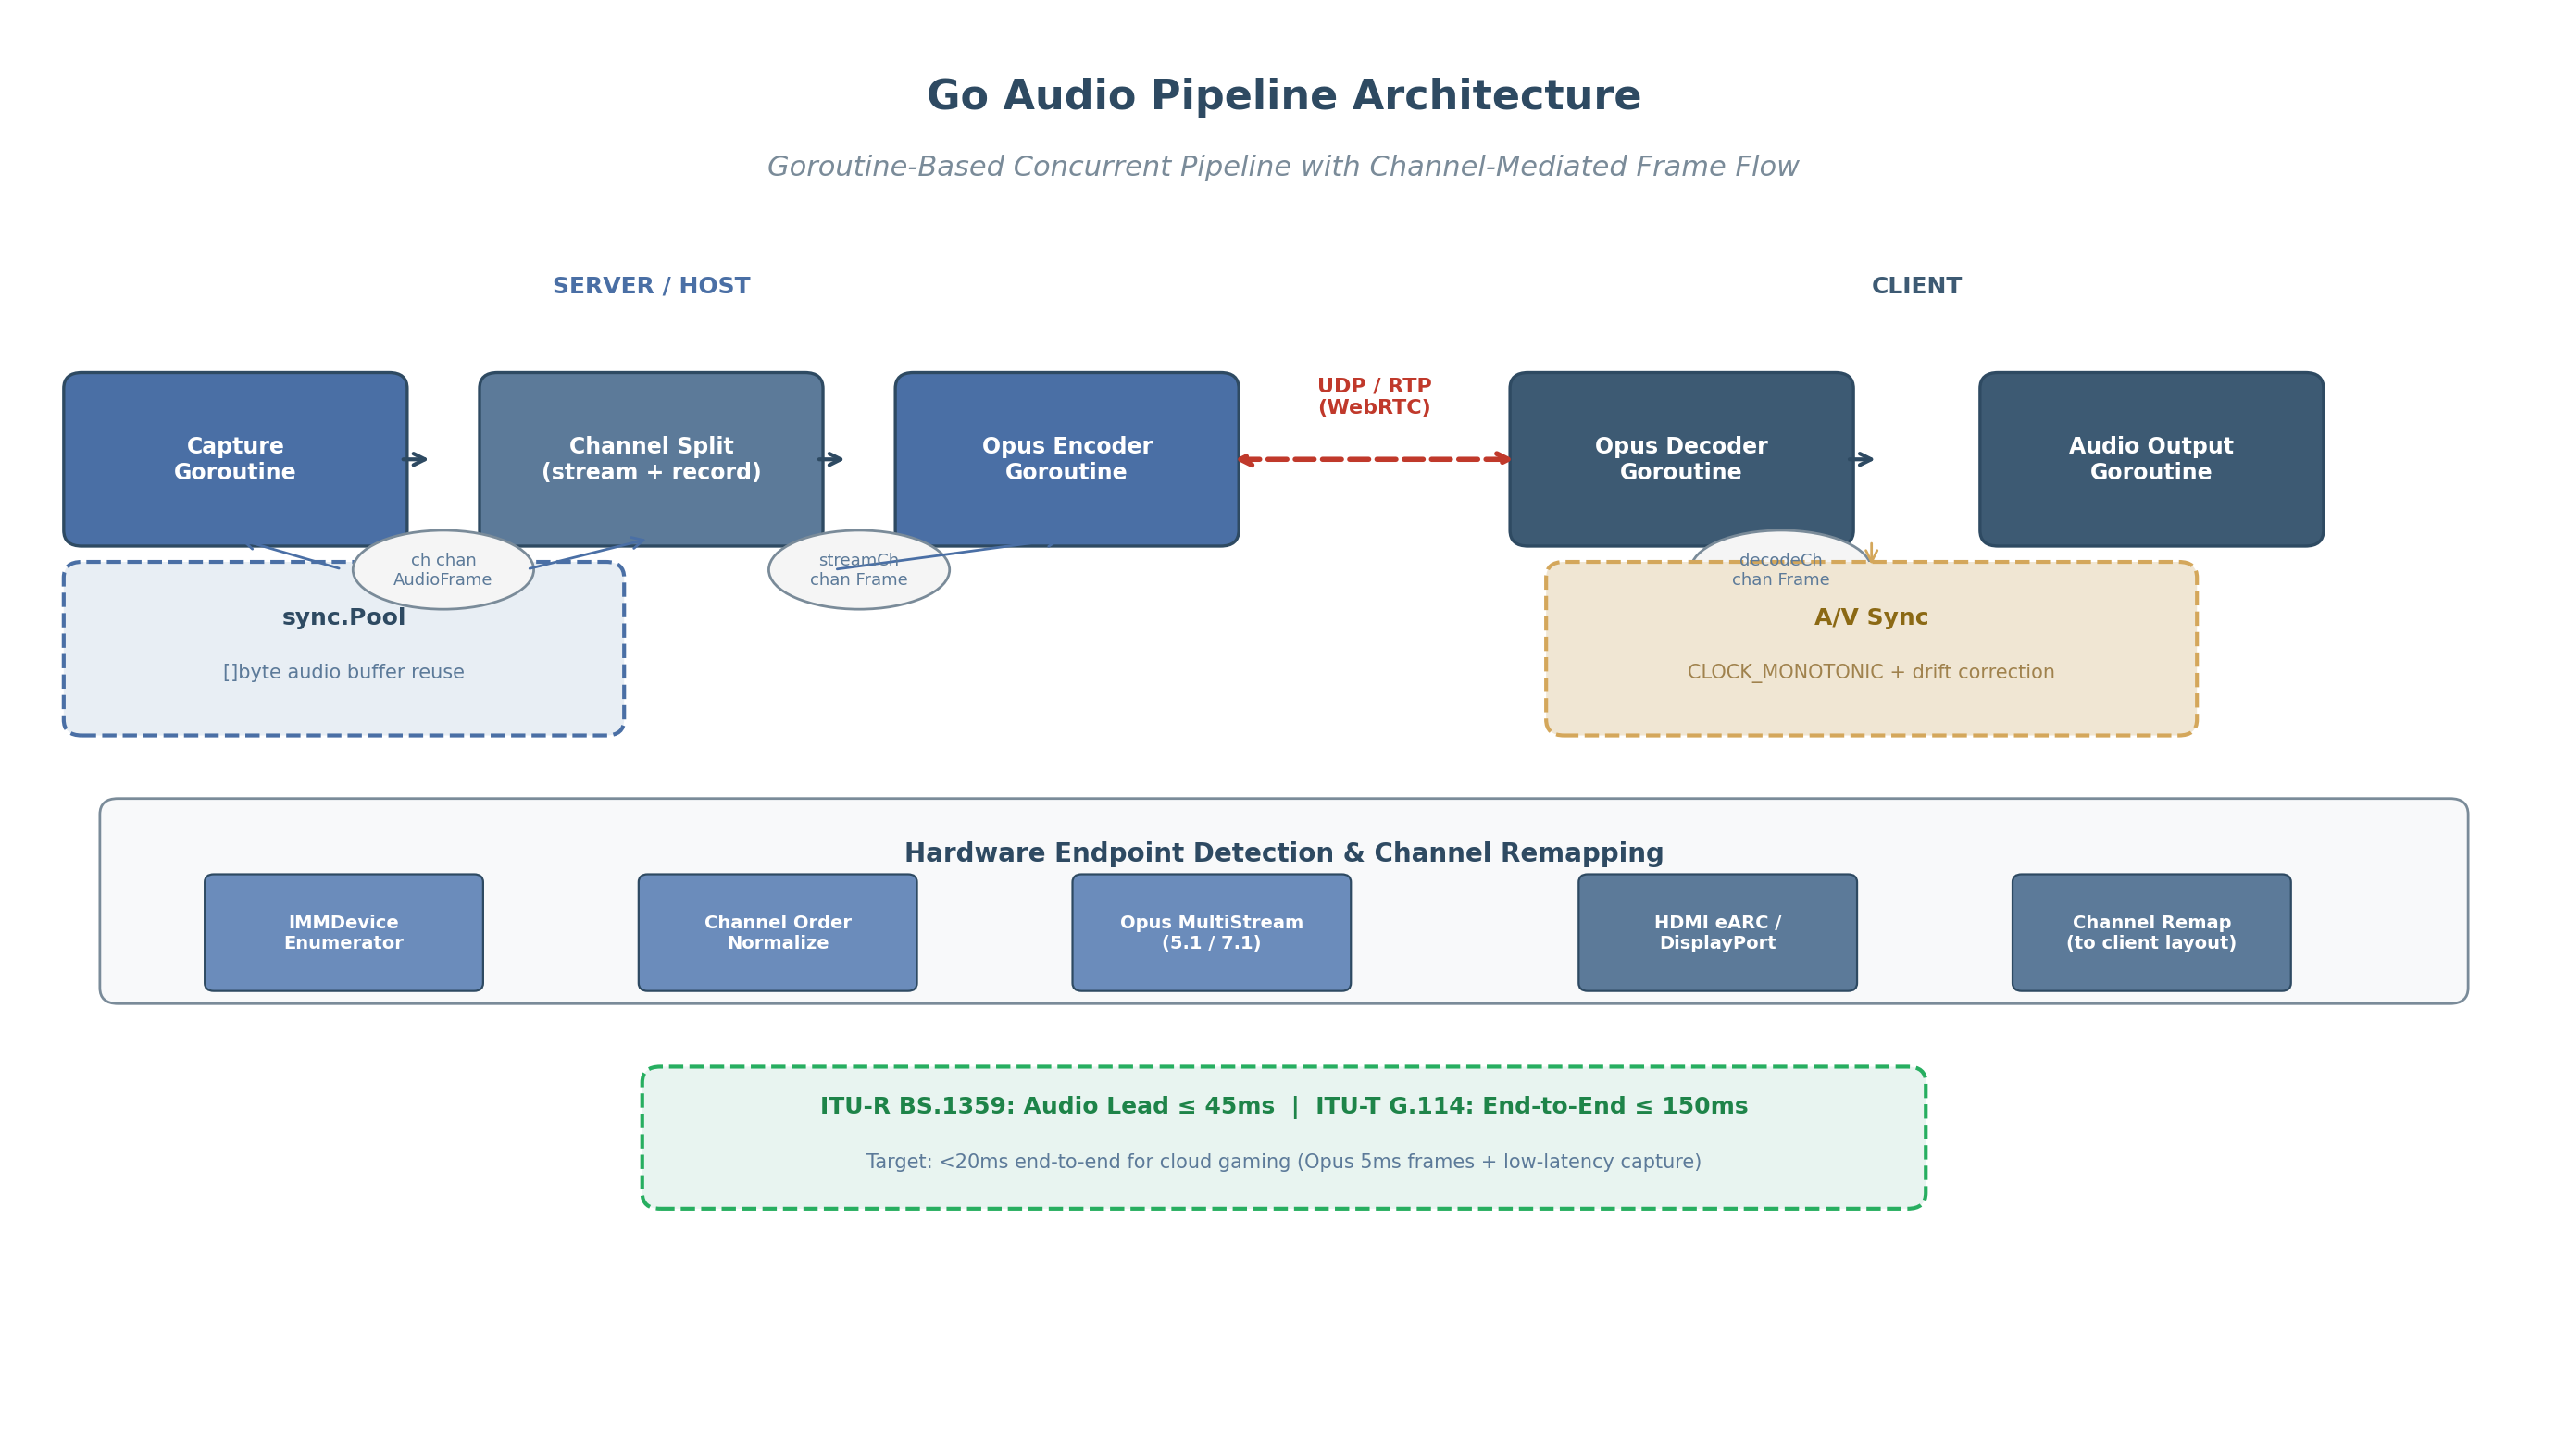 Go Audio Pipeline Architecture
Goroutine-Based Concurrent Pipeline with Channel-Mediated Frame Flow
SERVER / HOST
CLIENT
Capture
Goroutine
Channel Split
(stream + record)
Opus Encoder
Goroutine
UDP / RTP
(WebRTC)
Opus Decoder
Goroutine
Audio Output
Goroutine
ch chan
AudioFrame
streamCh
chan Frame
decodeCh
chan Frame
sync.Pool
[]byte audio buffer reuse
A/V Sync
CLOCK_MONOTONIC + drift correction
Hardware Endpoint Detection & Channel Remapping
IMMDevice
Enumerator
Channel Order
Normalize
Opus MultiStream
(5.1 / 7.1)
HDMI eARC /
DisplayPort
Channel Remap
(to client layout)
ITU-R BS.1359: Audio Lead ≤ 45ms | ITU-T G.114: End-to-End ≤ 150ms
Target: <20ms end-to-end for cloud gaming (Opus 5ms frames + low-latency capture)